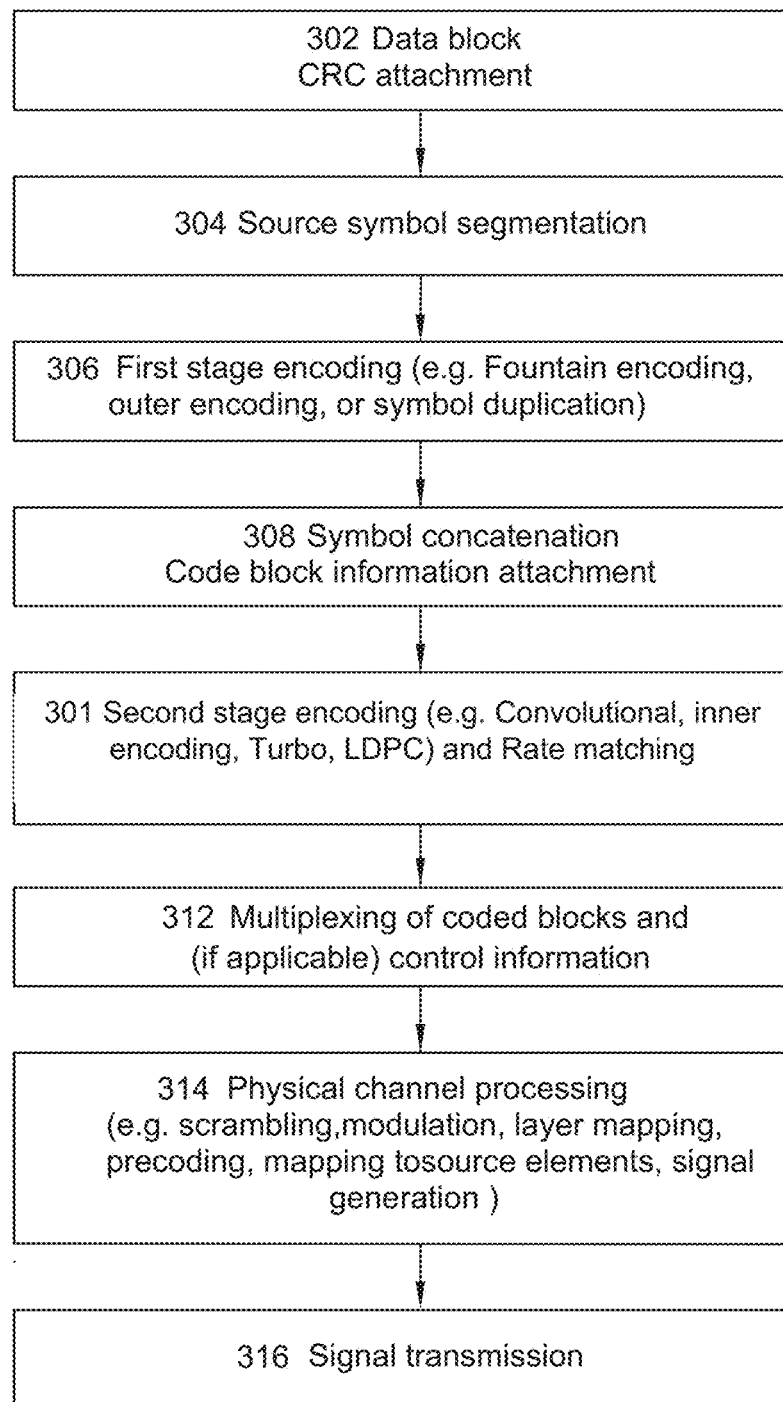 302 Data block
CRC attachment
304 Source symbol segmentation
306 First stage encoding (e.g. Fountain encoding,
outer encoding, or symbol duplication)
308 Symbol concatenation
Code block information attachment
301 Second stage encoding (e.g. Convolutional, inner
encoding, Turbo, LDPC) and Rate matching
312 Multiplexing of coded blocks and
(if applicable) control information
314 Physical channel processing
(e.g. scrambling,modulation, layer mapping,
precoding, mapping tosource elements, signal
generation )
316 Signal transmission